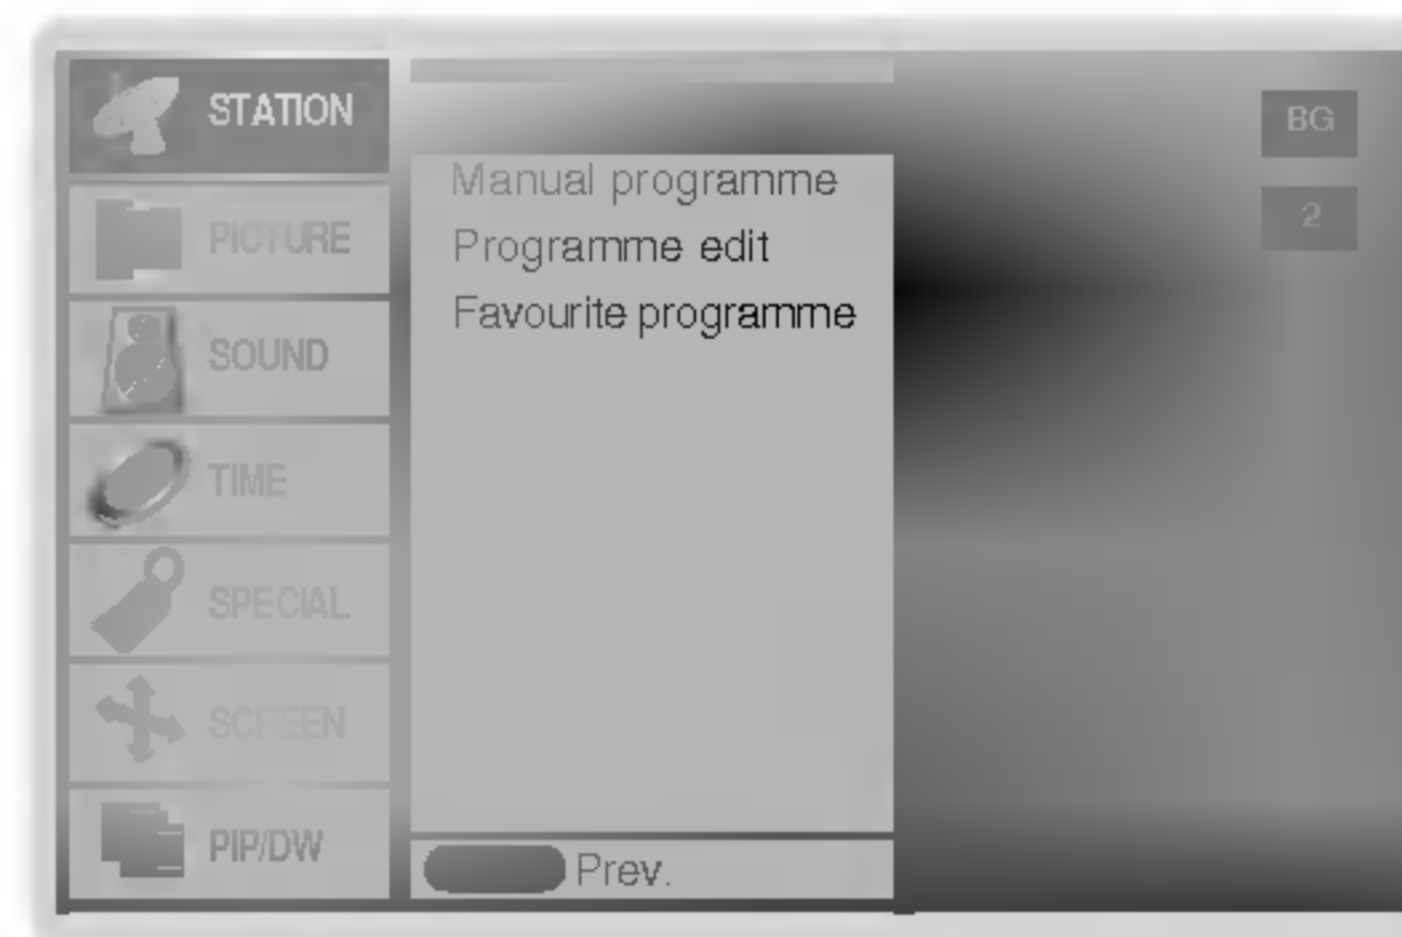 STATION
PICTURE
SOUND
TIME
SPECIAL
SCREEN
PIP/DW
Manual programme
Programme edit
Favourite programme
Prev.
BG
2